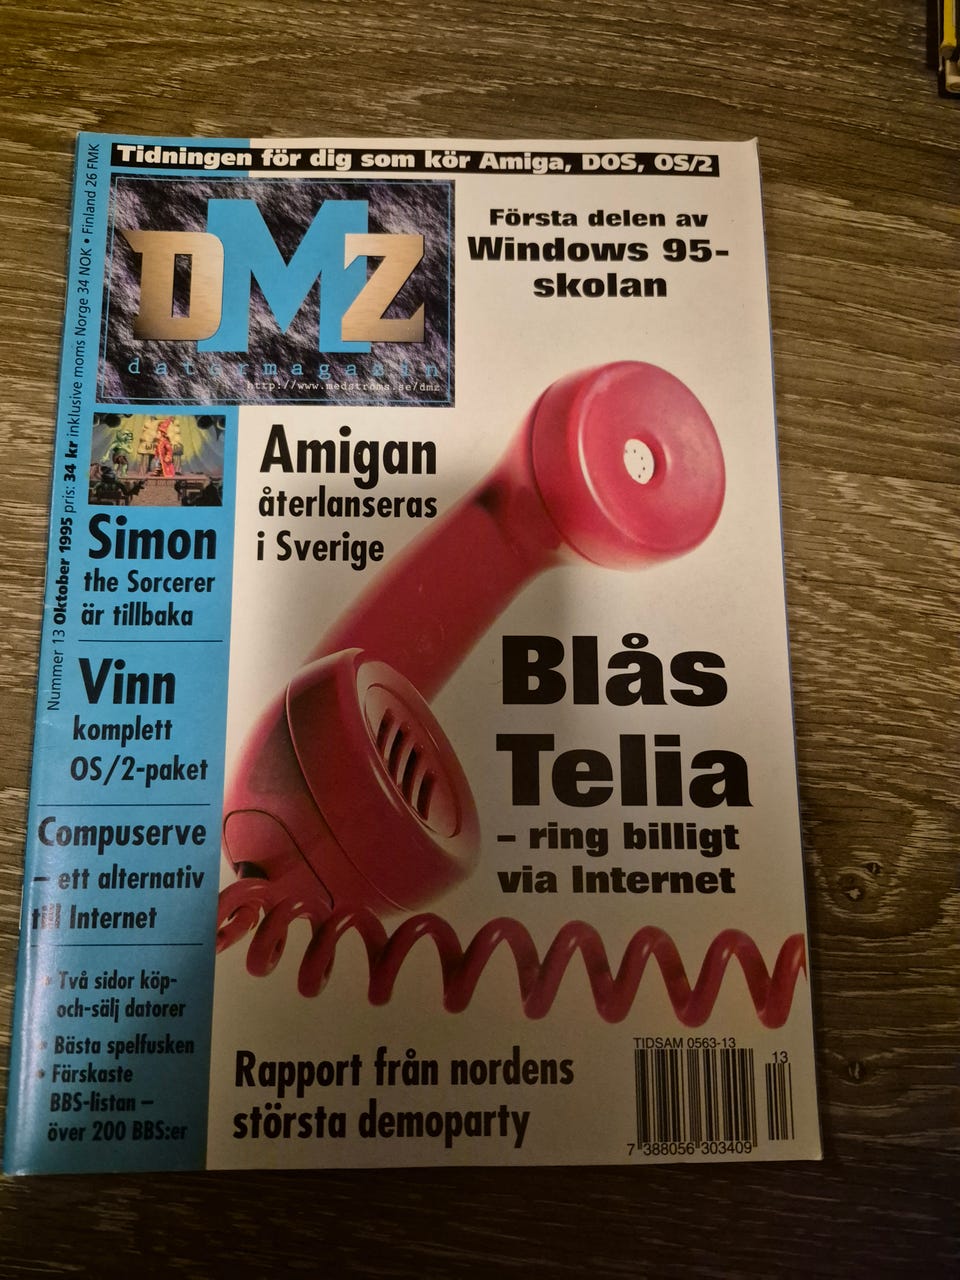 Tidningen för dig som kör Amiga, DOS, OS/2
DMZ
datormagazin
http://www.medstroms.se/dmz
Första delen av
Windows 95-
skolan
Nummer 13 Oktober 1995 pris: 34 kr inklusive moms Norge 34 NOK • Finland 26 FMK
Amigan
återlanseras
i Sverige
Simon
the Sorcerer
är tillbaka
Vinn
komplett
OS/2-paket
Compuserve
– ett alternativ
till Internet
• Två sidor köp-
och-sälj datorer
• Bästa spelfusken
• Färskaste
BBS-listan –
över 200 BBS:er
Blås
Telia
– ring billigt
via Internet
Rapport från nordens
största demoparty
TIDSAM 0563-13
13
7 388056 303409